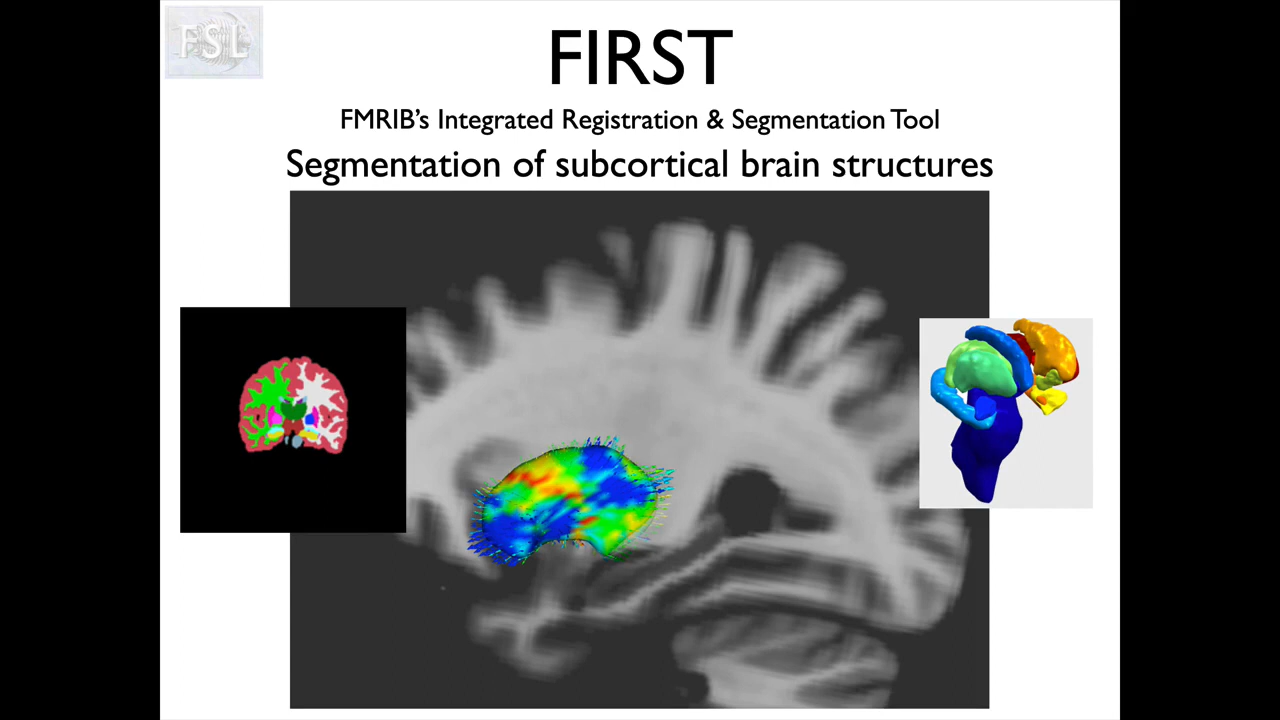 FSL
FIRST
FMRIB's Integrated Registration & Segmentation Tool
Segmentation of subcortical brain structures